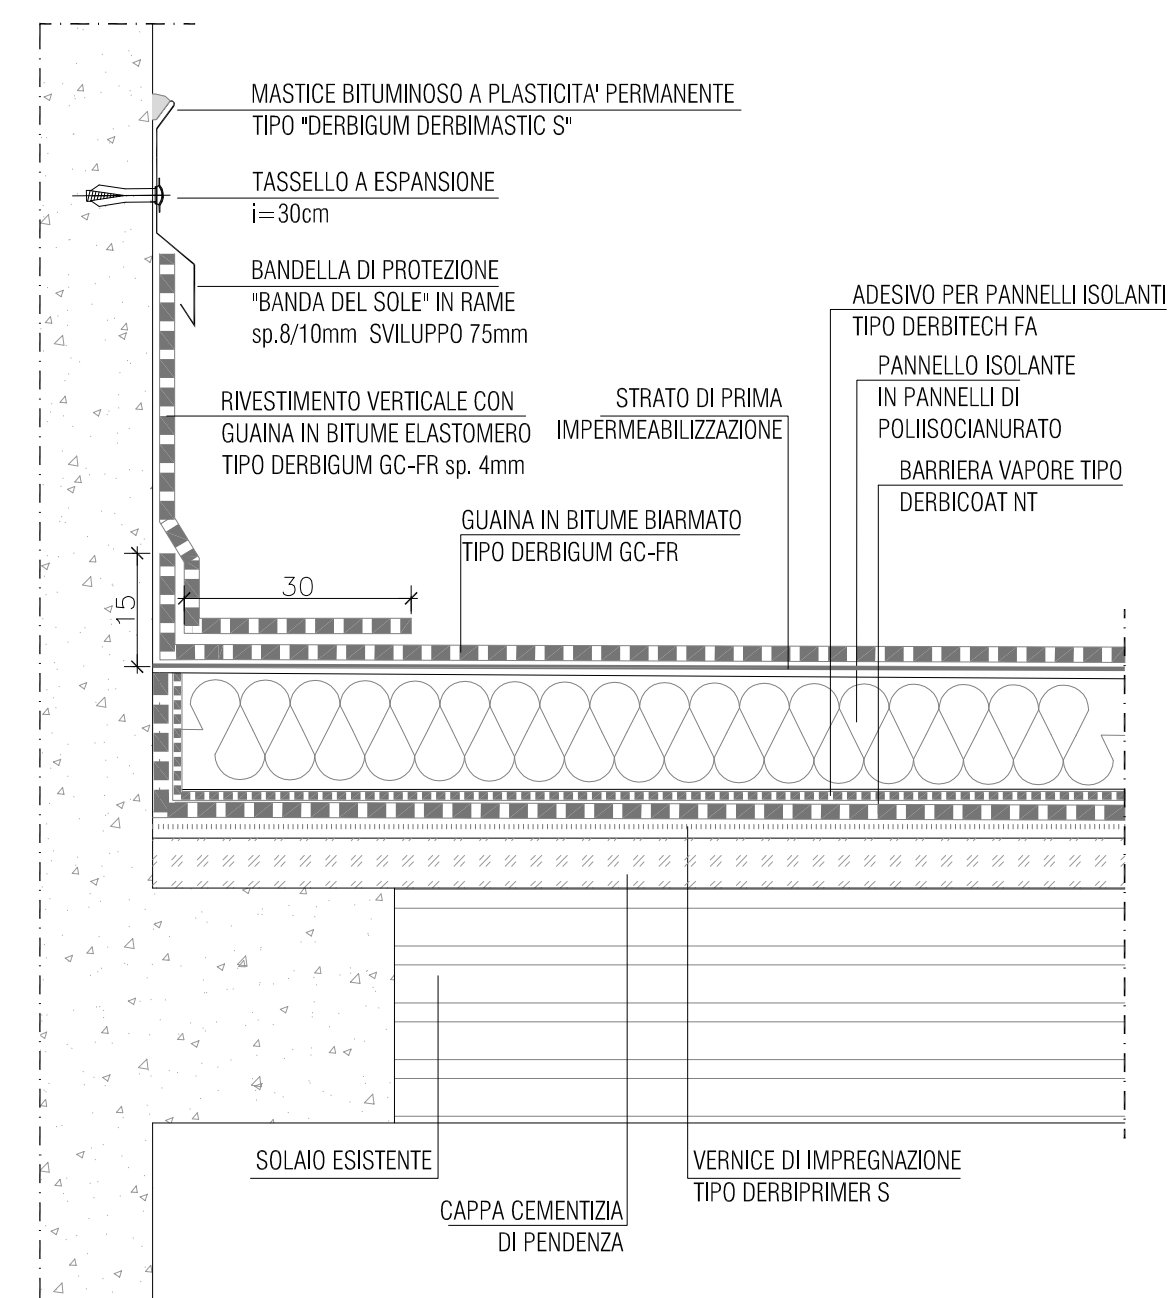 MASTICE BITUMINOSO A PLASTICITA' PERMANENTE
TIPO "DERBIGUM DERBIMASTIC S"
TASSELLO A ESPANSIONE
i=30cm
BANDELLA DI PROTEZIONE
"BANDA DEL SOLE" IN RAME
sp.8/10mm SVILUPPO 75mm
ADESIVO PER PANNELLI ISOLANTI
TIPO DERBITECH FA
PANNELLO ISOLANTE
IN PANNELLI DI
POLIISOCIANURATO
RIVESTIMENTO VERTICALE CON
GUAINA IN BITUME ELASTOMERO
TIPO DERBIGUM GC-FR sp. 4mm
STRATO DI PRIMA
IMPERMEABILIZZAZIONE
BARRIERA VAPORE TIPO
DERBICOAT NT
GUAINA IN BITUME BIARMATO
TIPO DERBIGUM GC-FR
30
15
SOLAIO ESISTENTE
VERNICE DI IMPREGNAZIONE
TIPO DERBIPRIMER S
CAPPA CEMENTIZIA
DI PENDENZA